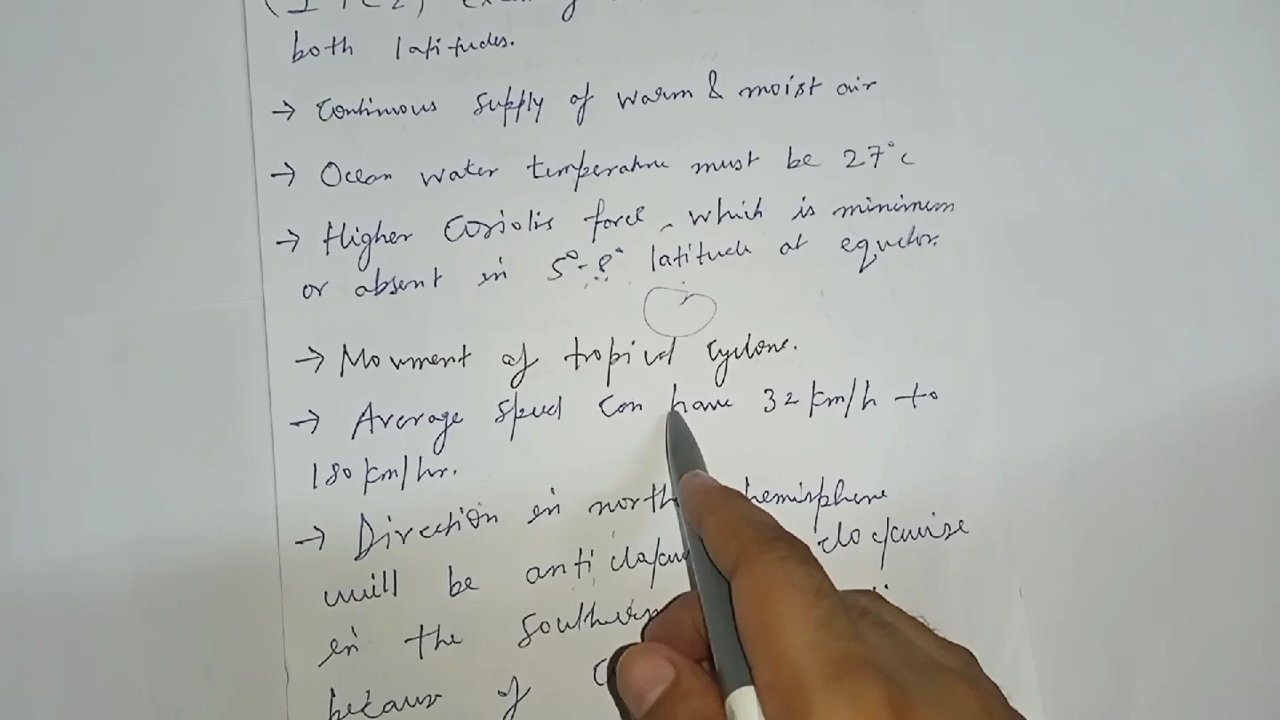 both latitudes.
→ Continuous supply of warm & moist air
→ Ocean water temperature must be 27°c
→ Higher Coriolis force, which is minimum
or absent in 5°-8° latitude at equator.
→ Movment of tropical cyclone.
→ Average speed can have 32 km/h to
180 km/hr.
→ Direction in north hemisphere
will be anti clockwise
in the southern
because of